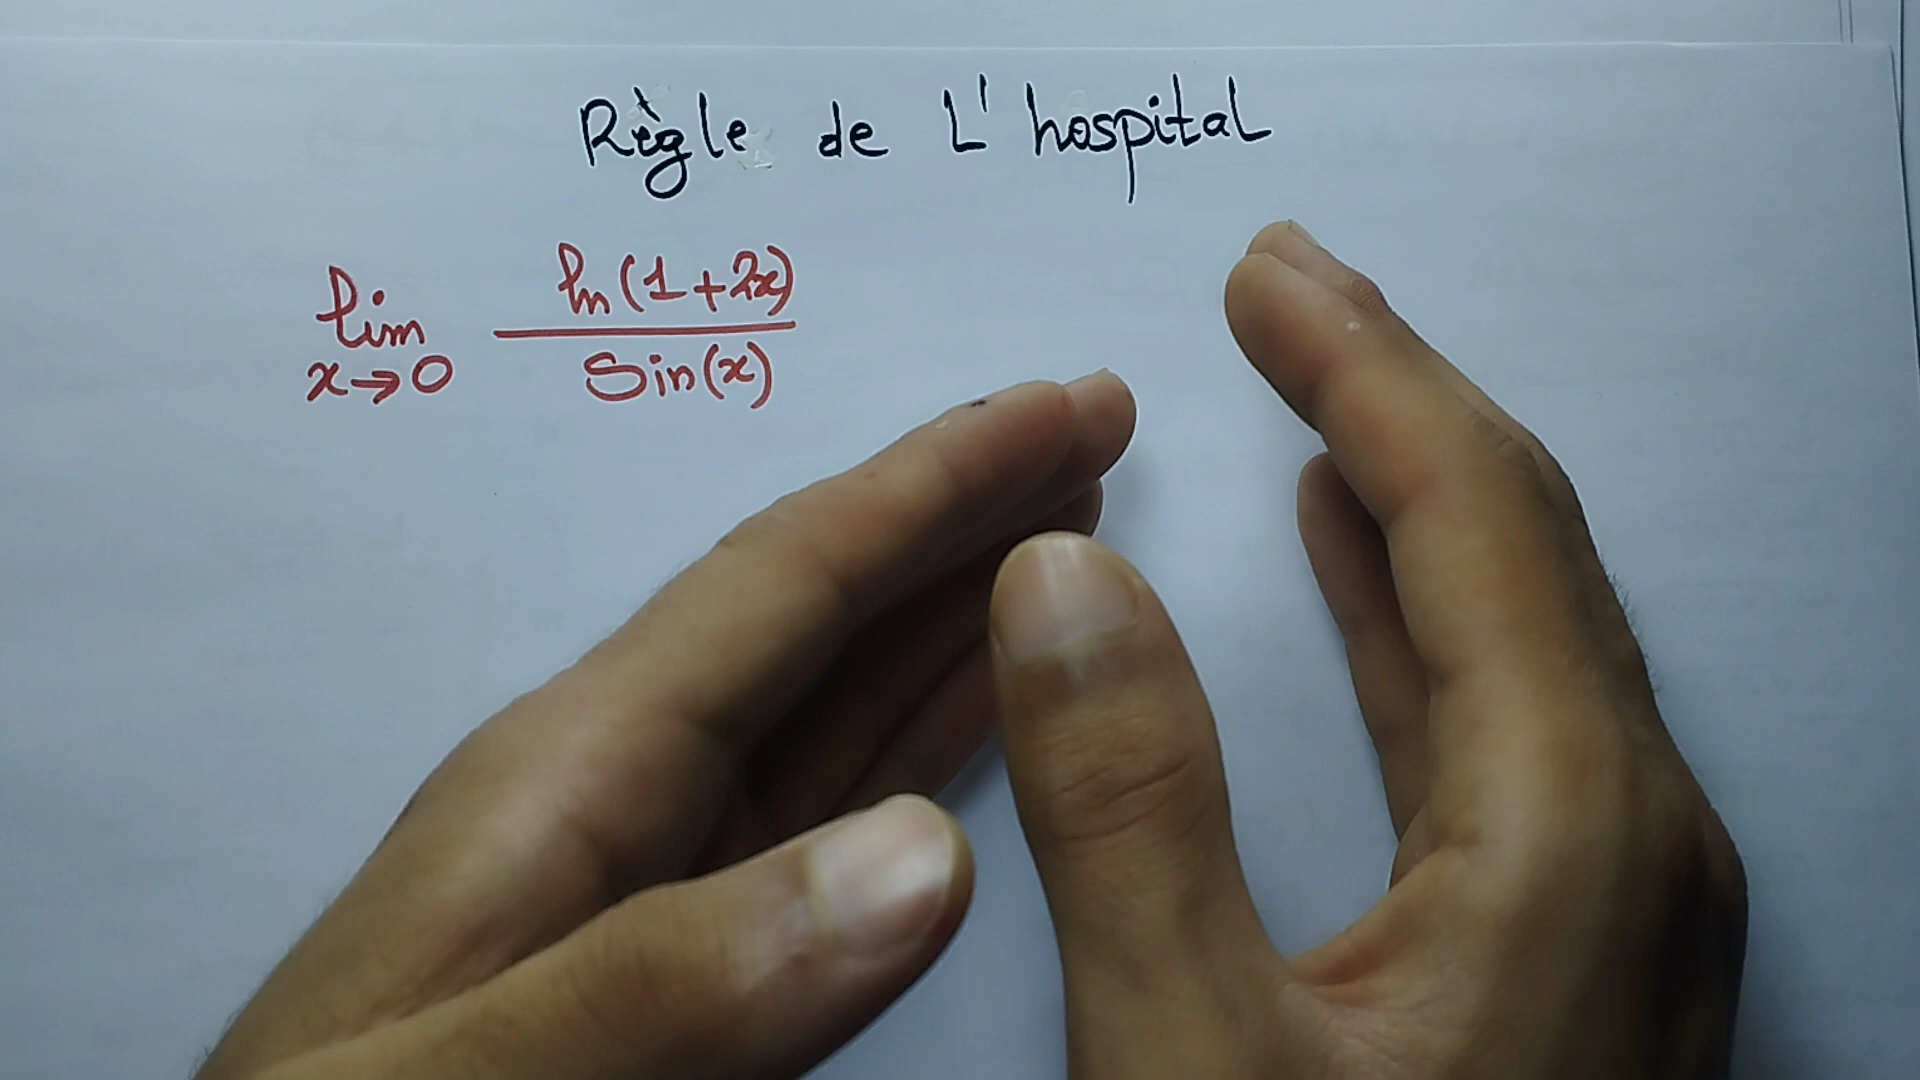 Règle de L'hospital
lim x→0 ln(1+2x) / Sin(x)